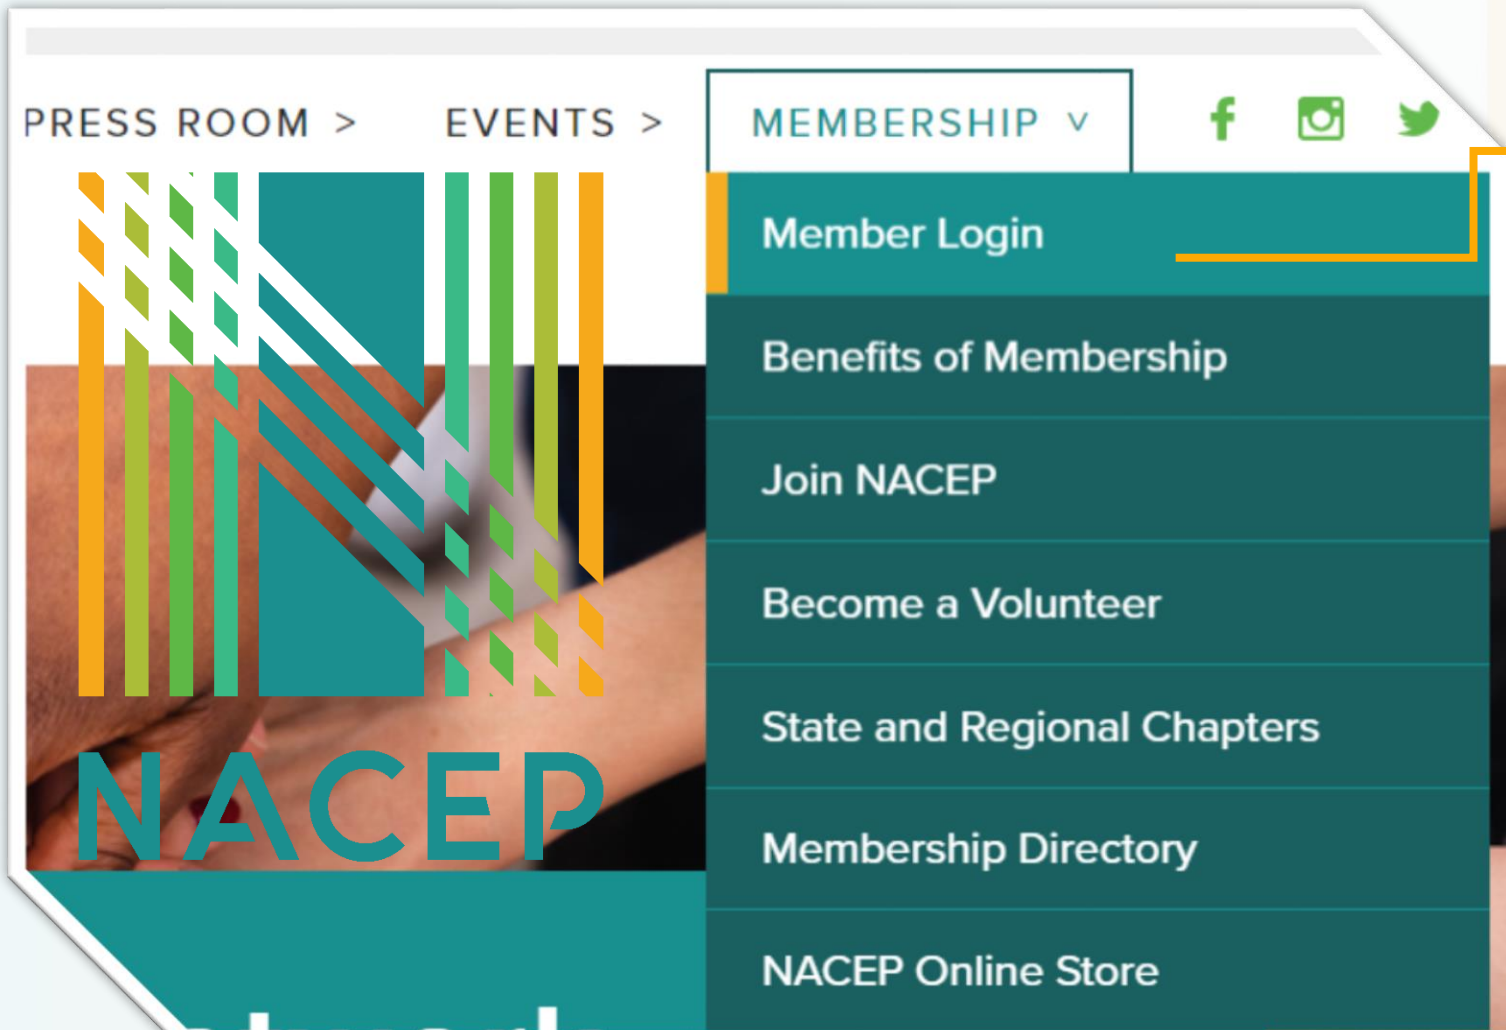 PRESS ROOM >
EVENTS >
MEMBERSHIP v
Member Login
Benefits of Membership
Join NACEP
Become a Volunteer
State and Regional Chapters
Membership Directory
NACEP Online Store
NACEP